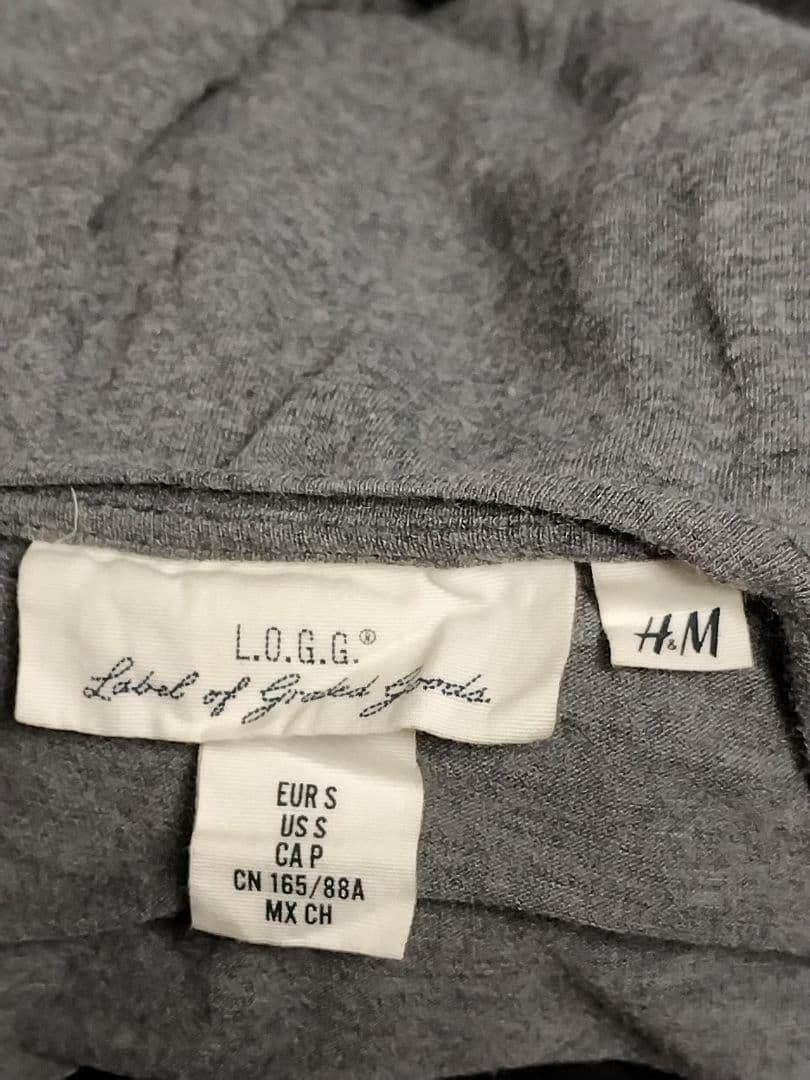 L.O.G.G.®
Label of Graded Goods.
H&M
EUR S
US S
CA P
CN 165/88A
MX CH